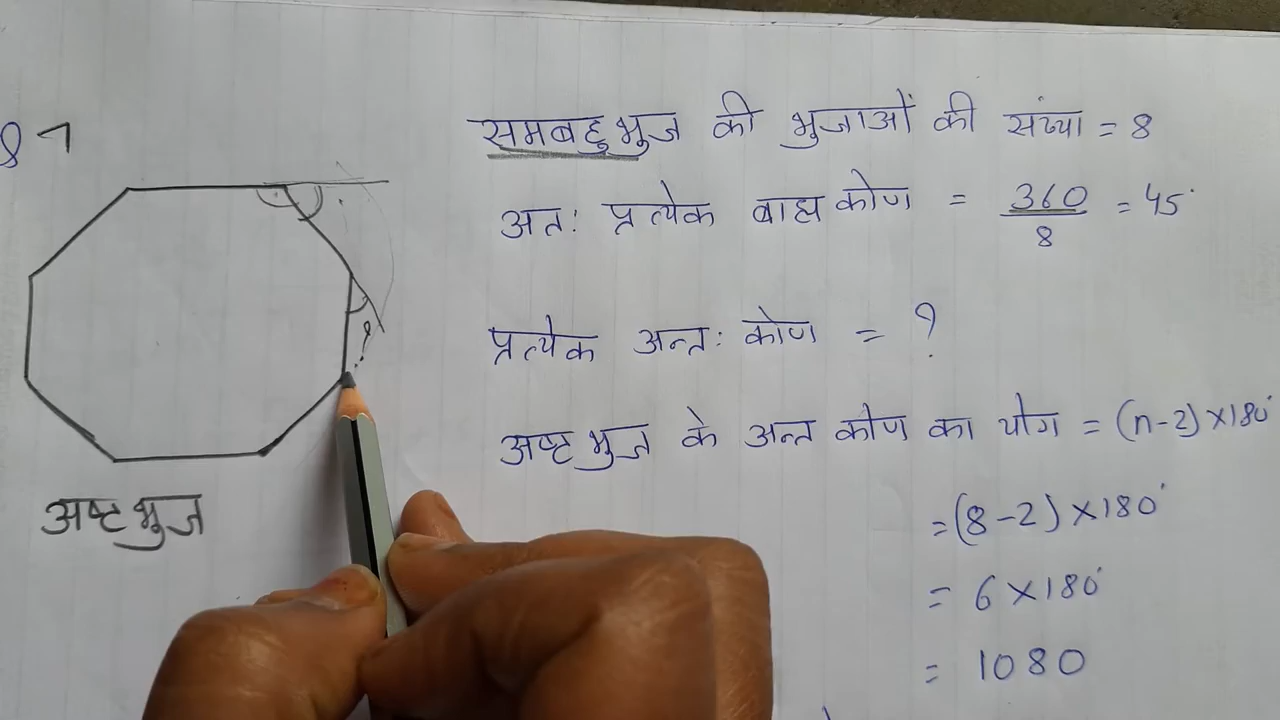 समबहुभुज की भुजाओं की संख्या = 8
अतः प्रत्येक बाह्य कोण = 360/8 = 45°
प्रत्येक अन्तः कोण = ?
अष्टभुज के अन्त कोण का योग = (n-2) × 180°
= (8-2) × 180°
= 6 × 180°
= 1080
?
अष्टभुज